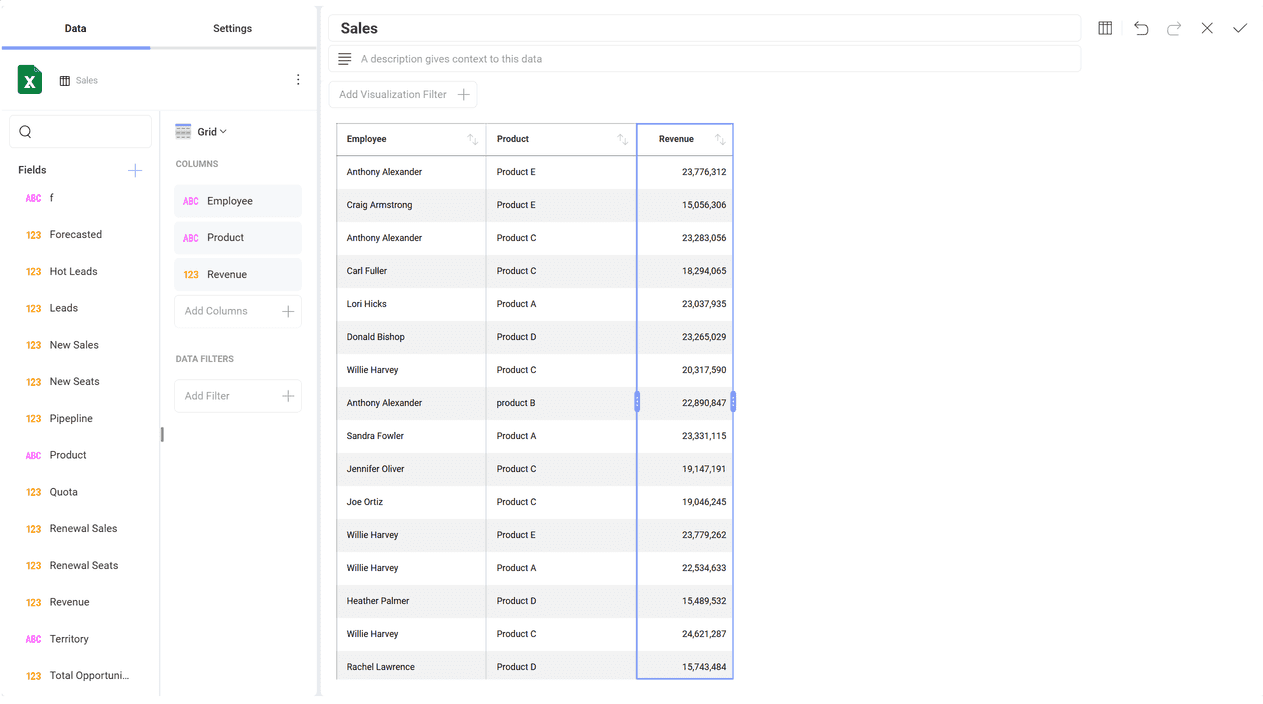 Data
Settings
X
Sales
Fields
ABC f
123 Forecasted
123 Hot Leads
123 Leads
123 New Sales
123 New Seats
123 Pipepline
ABC Product
123 Quota
123 Renewal Sales
123 Renewal Seats
123 Revenue
ABC Territory
123 Total Opportuni...
Grid
COLUMNS
ABC Employee
ABC Product
123 Revenue
Add Columns
DATA FILTERS
Add Filter
Sales
A description gives context to this data
Add Visualization Filter
Employee Product Revenue
Anthony Alexander Product E 23,776,312
Craig Armstrong Product E 15,056,306
Anthony Alexander Product C 23,283,056
Carl Fuller Product C 18,294,065
Lori Hicks Product A 23,037,935
Donald Bishop Product D 23,265,029
Willie Harvey Product C 20,317,590
Anthony Alexander product B 22,890,847
Sandra Fowler Product A 23,331,115
Jennifer Oliver Product C 19,147,191
Joe Ortiz Product C 19,046,245
Willie Harvey Product E 23,779,262
Willie Harvey Product A 22,534,633
Heather Palmer Product D 15,489,532
Willie Harvey Product C 24,621,287
Rachel Lawrence Product D 15,743,484